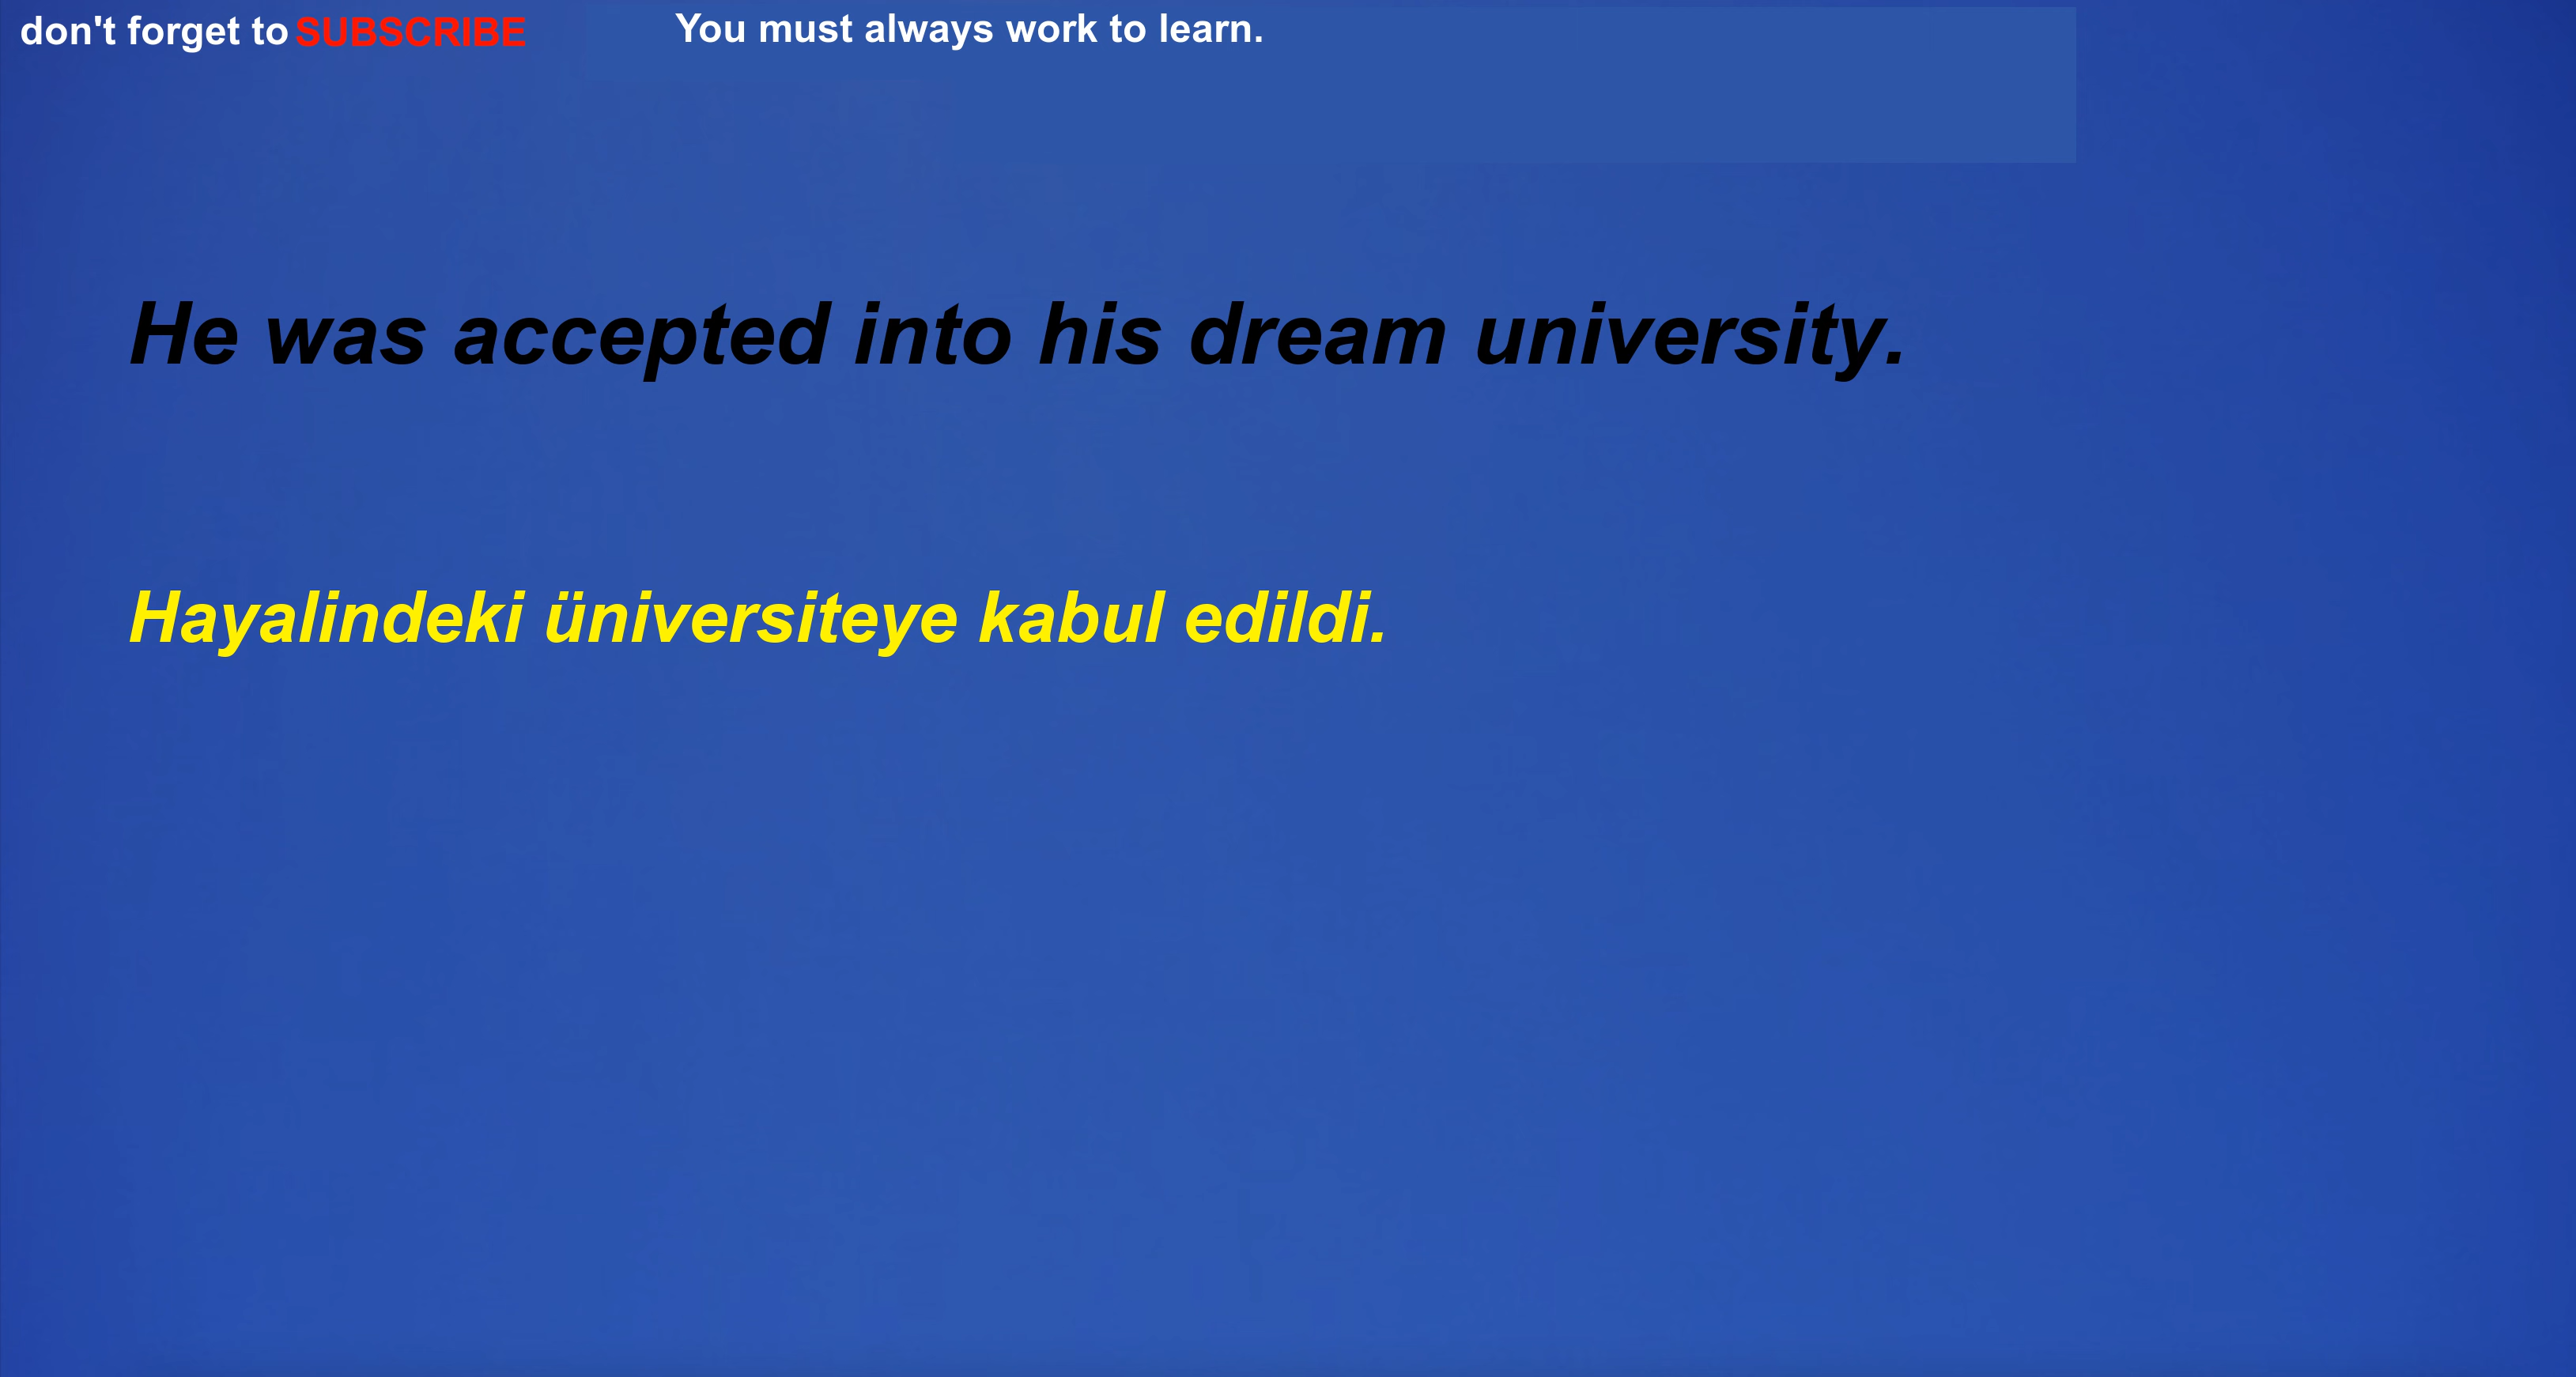 don't forget to SUBSCRIBE You must always work to learn.
He was accepted into his dream university.
Hayalindeki üniversiteye kabul edildi.